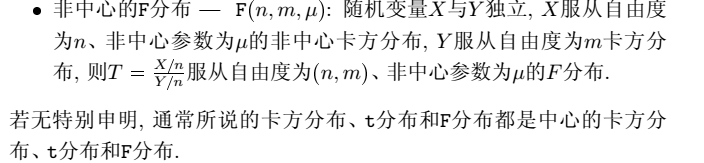 • 非中心的F分布 — F(n, m, μ): 随机变量X与Y独立, X服从自由度
为n、非中心参数为μ的非中心卡方分布, Y服从自由度为m卡方分
布, 则T = \frac{X/n}{Y/n}服从自由度为(n, m)、非中心参数为μ的F分布.
若无特别申明, 通常所说的卡方分布、t分布和F分布都是中心的卡方分
布、t分布和F分布.